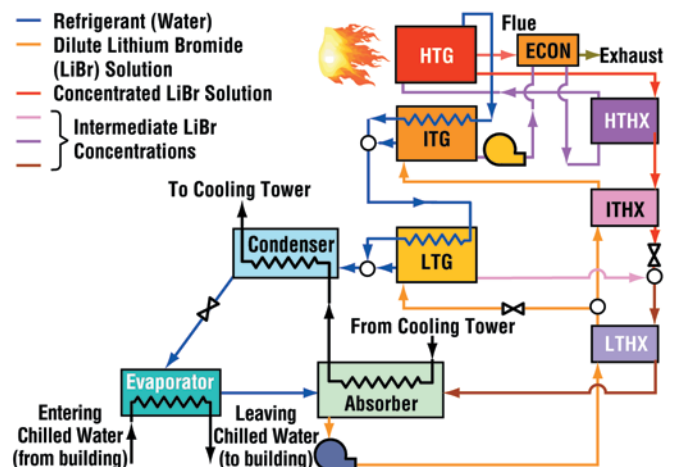 Refrigerant (Water)
Dilute Lithium Bromide
(LiBr) Solution
Concentrated LiBr Solution
Intermediate LiBr
Concentrations
HTG
Flue
ECON
Exhaust
HTHX
ITG
ITHX
To Cooling Tower
Condenser
LTG
From Cooling Tower
LTHX
Evaporator
Absorber
Entering
Chilled Water
(from building)
Leaving
Chilled Water
(to building)